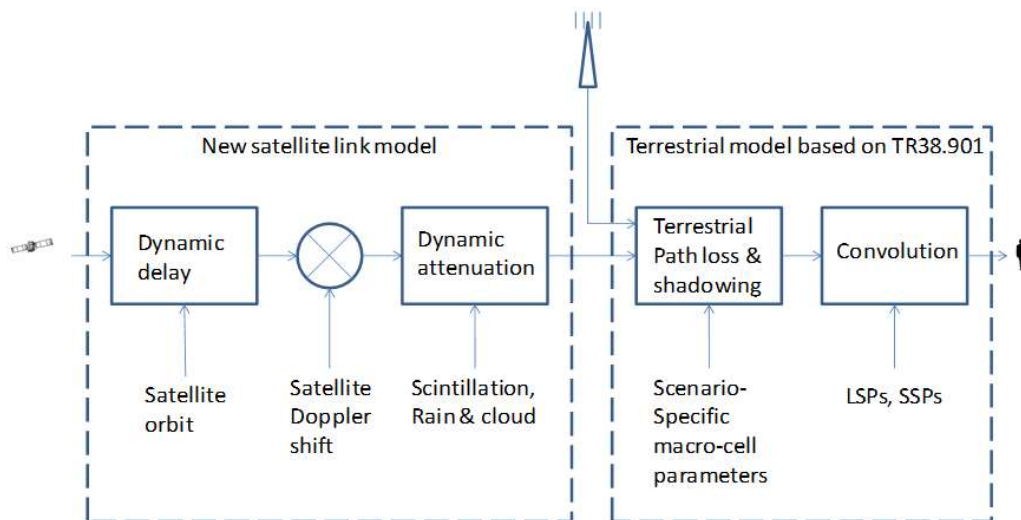 New satellite link model
Terrestrial model based on TR38.901
Dynamic
delay
Dynamic
attenuation
Terrestrial
Path loss &
shadowing
Convolution
Satellite
orbit
Satellite
Doppler
shift
Scintillation,
Rain & cloud
Scenario-
Specific
macro-cell
parameters
LSPs, SSPs